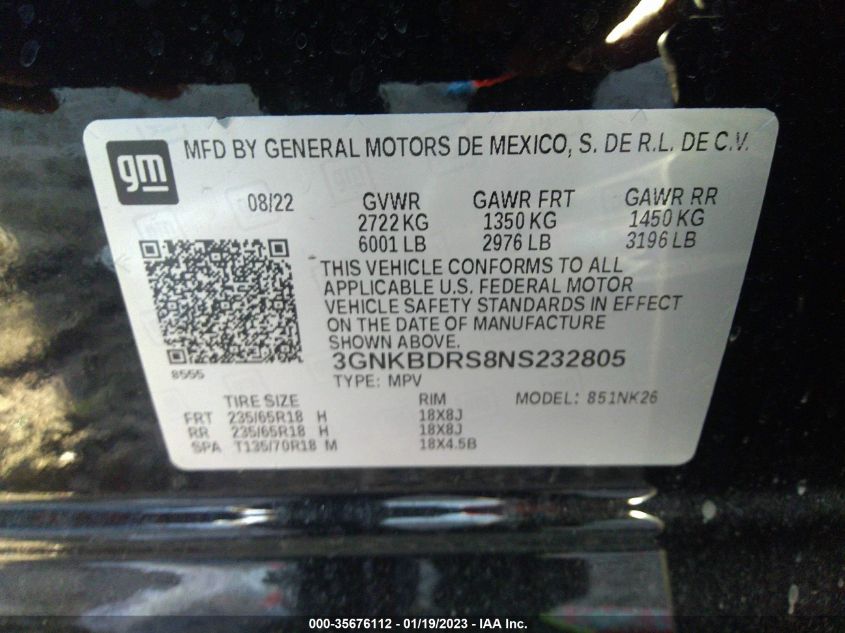 gm
MFD BY GENERAL MOTORS DE MEXICO, S. DE R.L. DE C.V.
08/22 GVWR GAWR FRT GAWR RR
2722 KG 1350 KG 1450 KG
6001 LB 2976 LB 3196 LB
THIS VEHICLE CONFORMS TO ALL
APPLICABLE U.S. FEDERAL MOTOR
VEHICLE SAFETY STANDARDS IN EFFECT
ON THE DATE OF MANUFACTURE
SHOWN ABOVE.
8555
3GNKBDRS8NS232805
TYPE: MPV
TIRE SIZE RIM MODEL: 851NK26
FRT 235/65R18 H 18X8J
RR 235/65R18 H 18X8J
SPA T135/70R18 M 18X4.5B
000-35676112 - 01/19/2023 - IAA Inc.